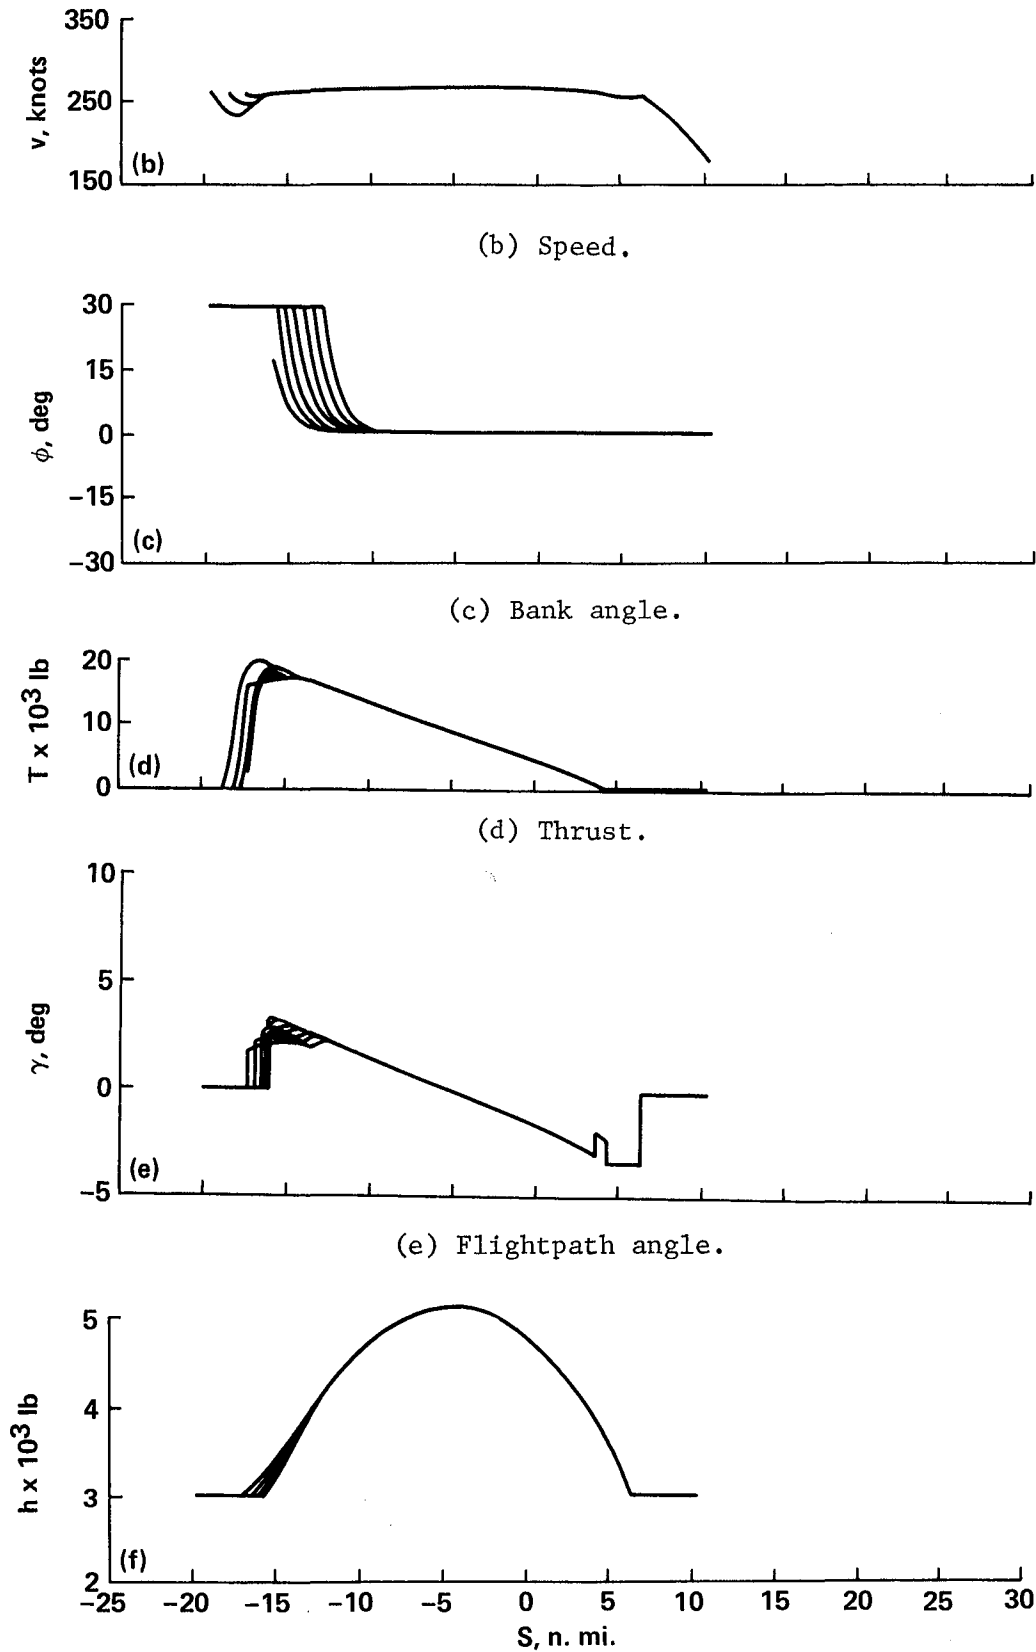 350
250
150
v, knots
(b)
(b) Speed.
30
15
0
−15
−30
φ, deg
(c)
(c) Bank angle.
20
10
0
T x 10³ lb
(d)
(d) Thrust.
10
5
0
−5
γ, deg
(e)
(e) Flightpath angle.
5
4
3
2
h x 10³ lb
(f)
−25 −20 −15 −10 −5 0 5 10 15 20 25 30
S, n. mi.